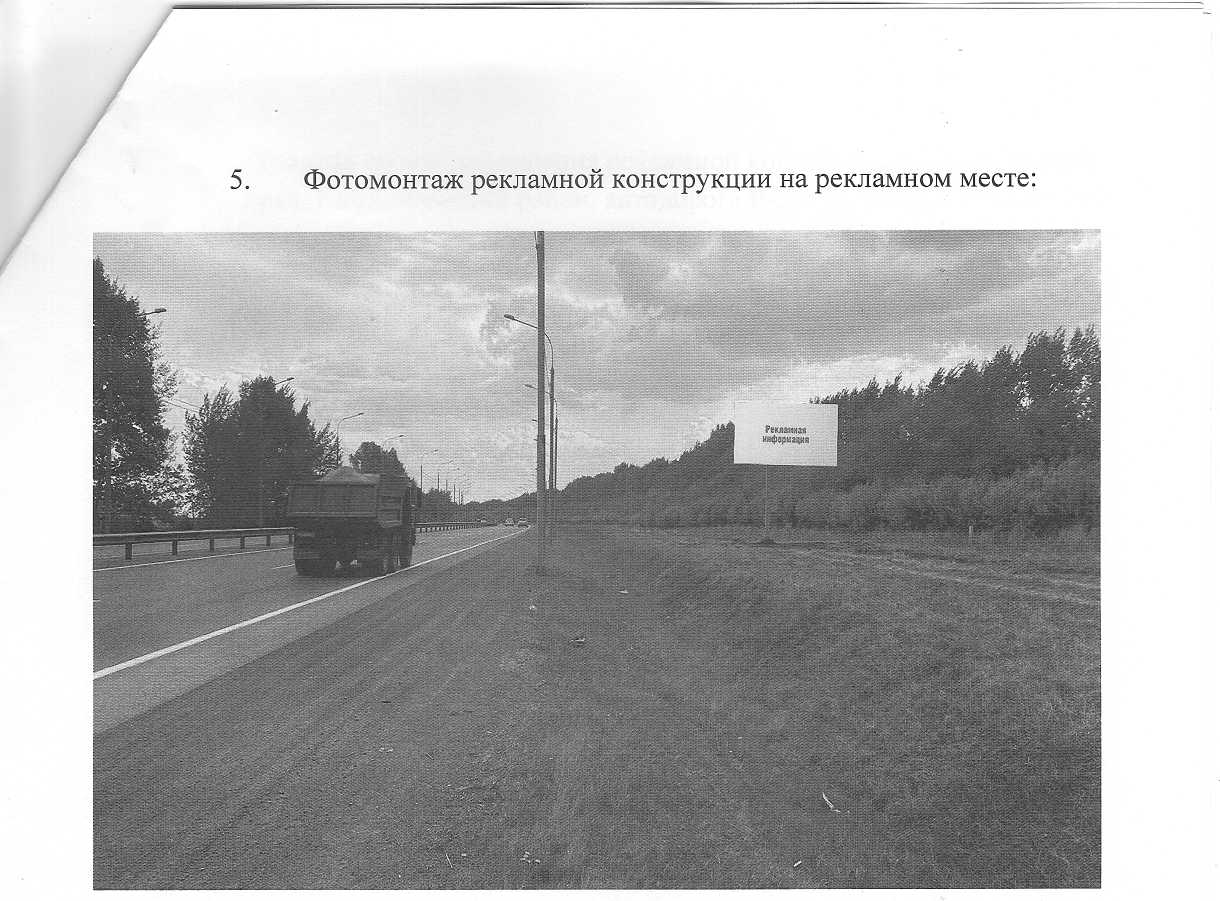 5. Фотомонтаж рекламной конструкции на рекламном месте:
Рекламная
информация